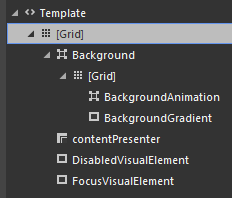 Template
[Grid]
Background
[Grid]
BackgroundAnimation
BackgroundGradient
contentPresenter
DisabledVisualElement
FocusVisualElement